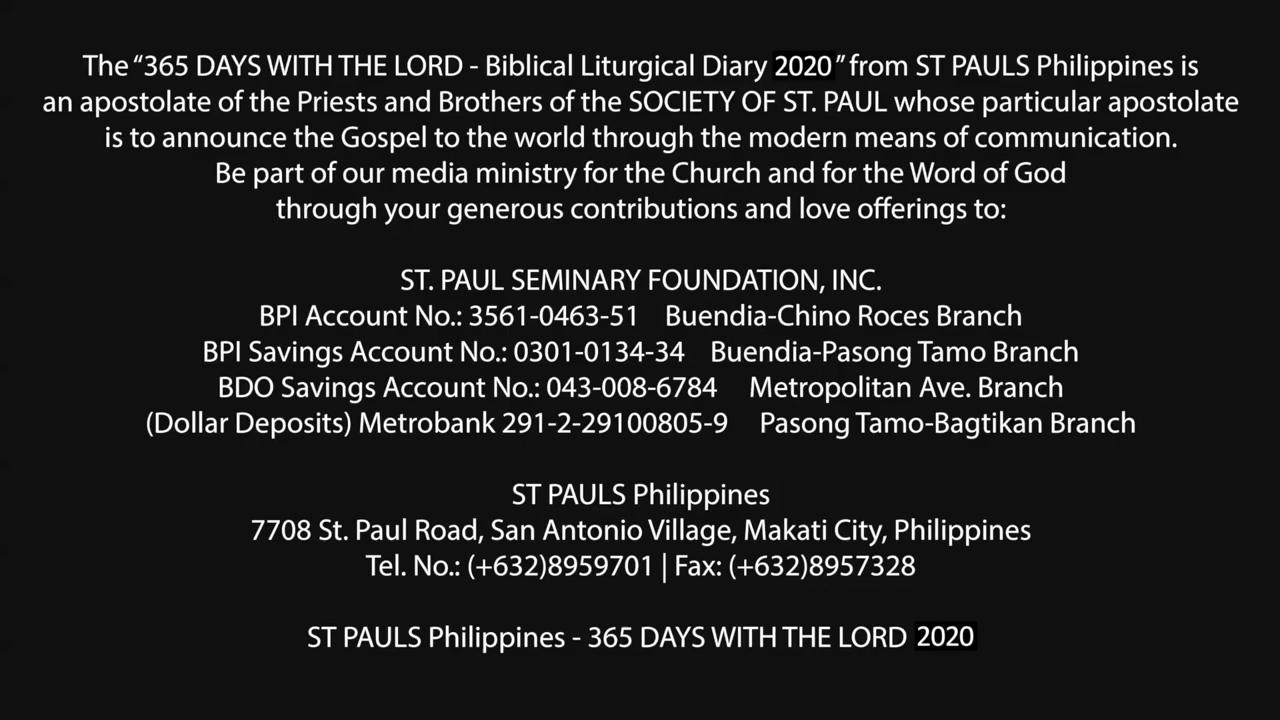 The “365 DAYS WITH THE LORD - Biblical Liturgical Diary 2020” from ST PAULS Philippines is
an apostolate of the Priests and Brothers of the SOCIETY OF ST. PAUL whose particular apostolate
is to announce the Gospel to the world through the modern means of communication.
Be part of our media ministry for the Church and for the Word of God
through your generous contributions and love offerings to:
ST. PAUL SEMINARY FOUNDATION, INC.
BPI Account No.: 3561-0463-51 Buendia-Chino Roces Branch
BPI Savings Account No.: 0301-0134-34 Buendia-Pasong Tamo Branch
BDO Savings Account No.: 043-008-6784 Metropolitan Ave. Branch
(Dollar Deposits) Metrobank 291-2-29100805-9 Pasong Tamo-Bagtikan Branch
ST PAULS Philippines
7708 St. Paul Road, San Antonio Village, Makati City, Philippines
Tel. No.: (+632)8959701 | Fax: (+632)8957328
ST PAULS Philippines - 365 DAYS WITH THE LORD 2020